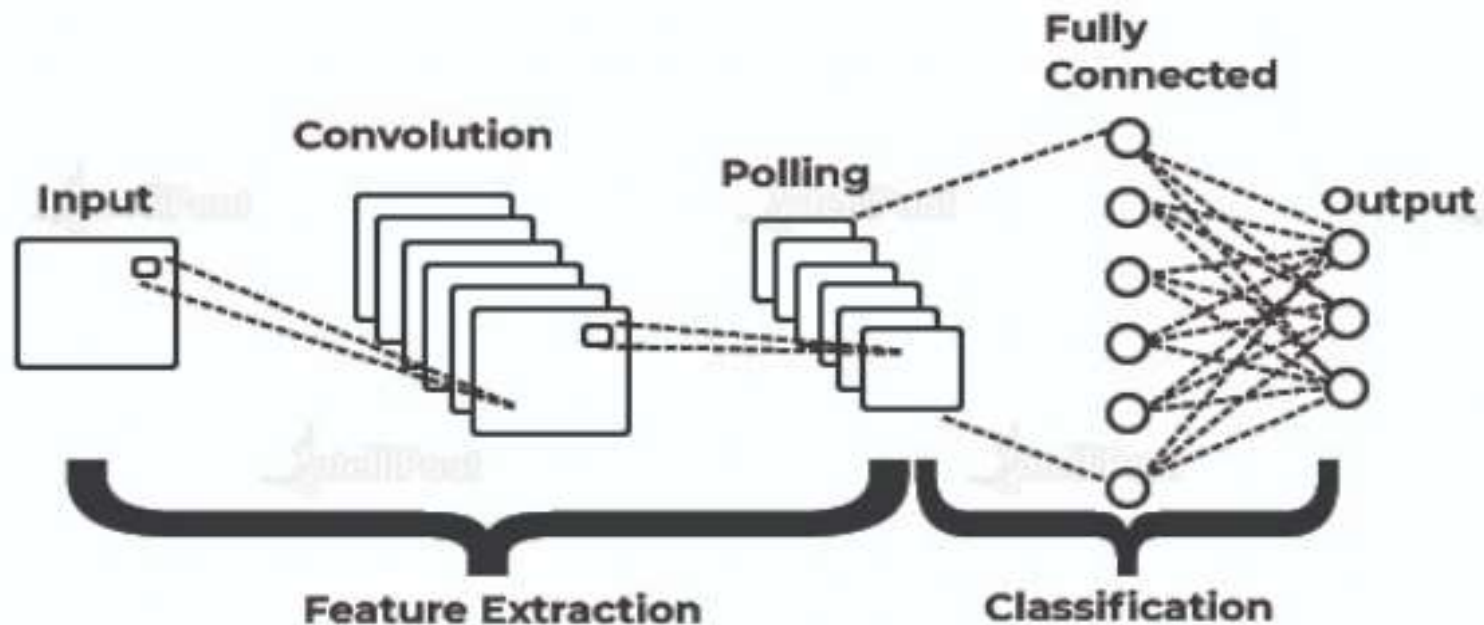 Fully
Connected
Convolution
Polling
Input
Output
Feature Extraction
Classification